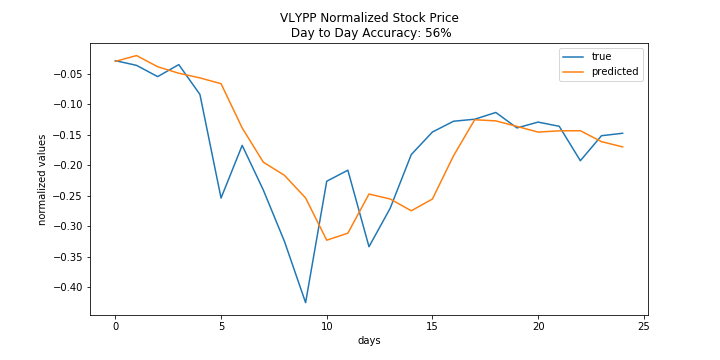 VLYPP Normalized Stock Price
Day to Day Accuracy: 56%
true
predicted
normalized values
−0.05
−0.10
−0.15
−0.20
−0.25
−0.30
−0.35
−0.40
0 5 10 15 20 25
days